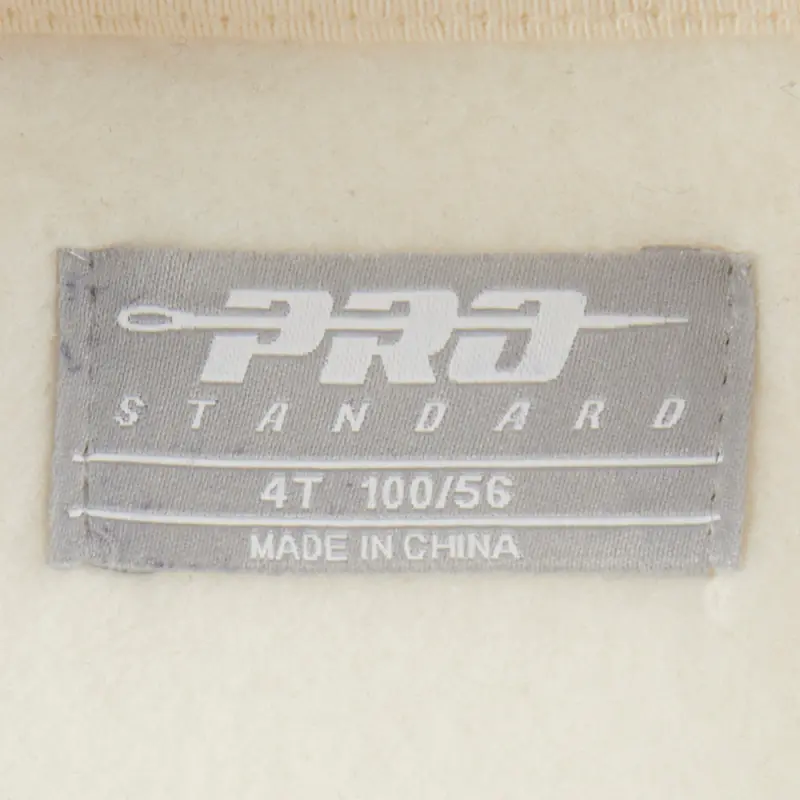 PRO
STANDARD
4T 100/56
MADE IN CHINA